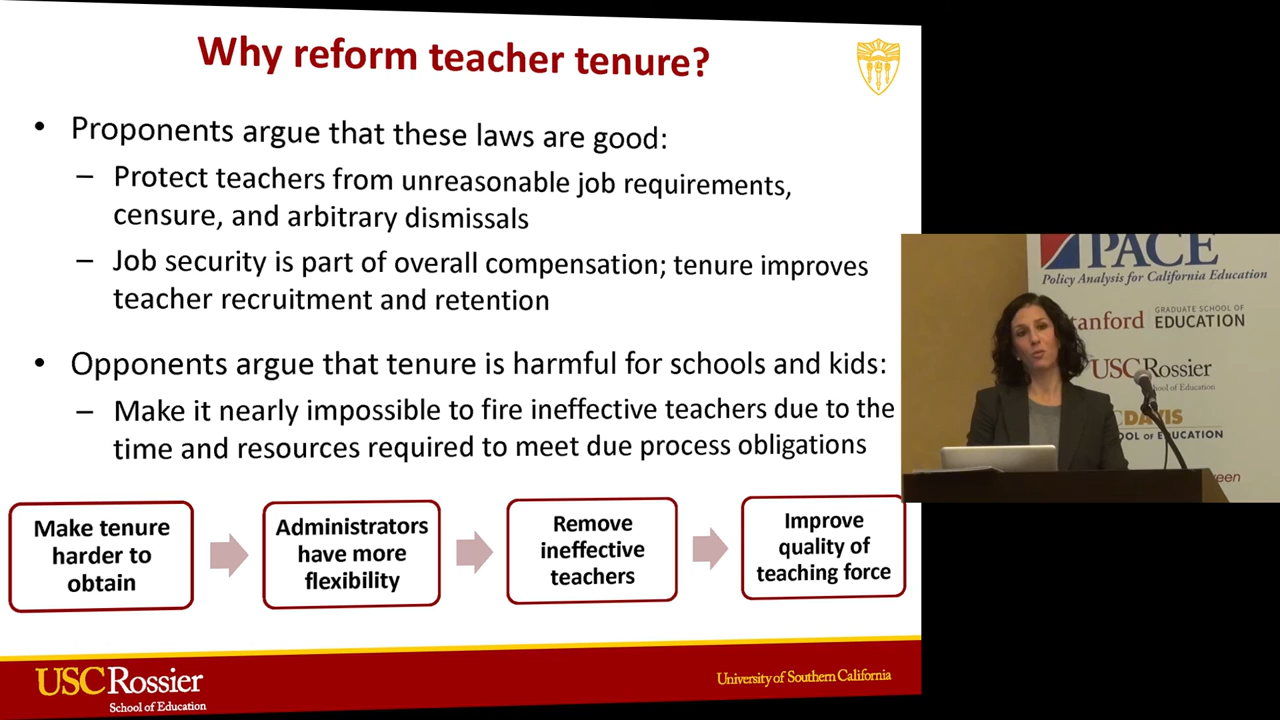 Why reform teacher tenure?
• Proponents argue that these laws are good:
– Protect teachers from unreasonable job requirements,
censure, and arbitrary dismissals
– Job security is part of overall compensation; tenure improves
teacher recruitment and retention
• Opponents argue that tenure is harmful for schools and kids:
– Make it nearly impossible to fire ineffective teachers due to the
time and resources required to meet due process obligations
Make tenure
harder to
obtain
Administrators
have more
flexibility
Remove
ineffective
teachers
Improve
quality of
teaching force
USC Rossier
School of Education
University of Southern California
PACE
Policy Analysis for California Education
tanford GRADUATE SCHOOL OF
EDUCATION
USC Rossier
hool of Education
DAVIS
OL OF EDUCATION